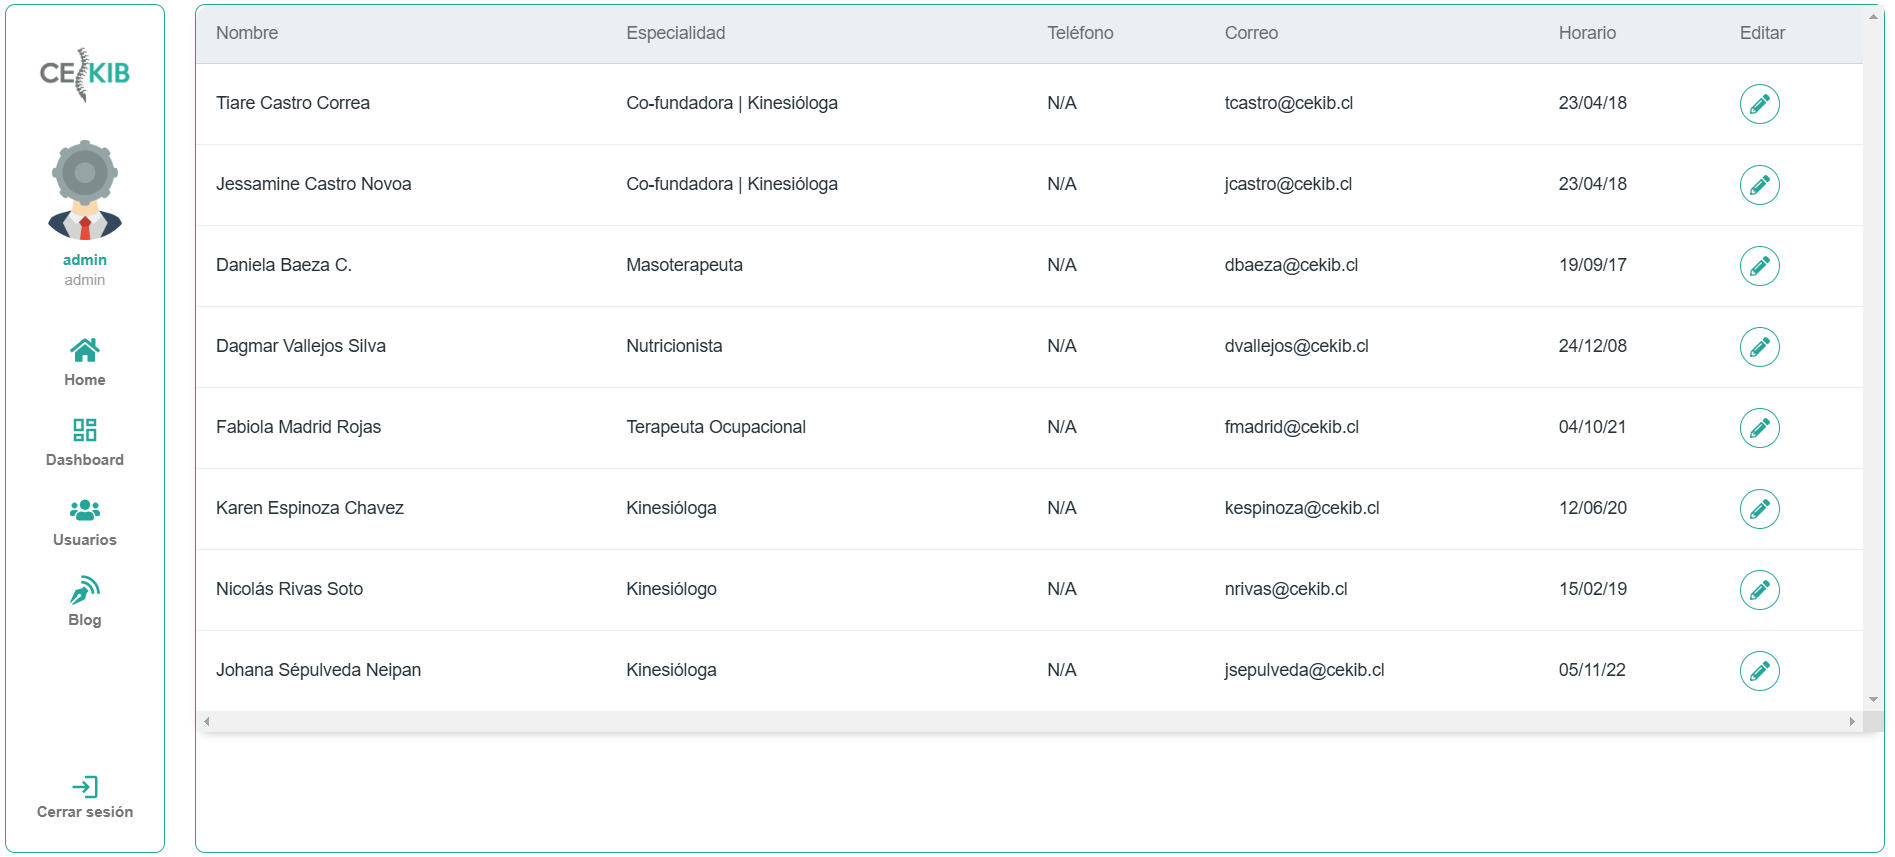 CEKIB
admin
admin
Home
Dashboard
Usuarios
Blog
Cerrar sesión
Nombre Especialidad Teléfono Correo Horario Editar
Tiare Castro Correa Co-fundadora | Kinesióloga N/A tcastro@cekib.cl 23/04/18
Jessamine Castro Novoa Co-fundadora | Kinesióloga N/A jcastro@cekib.cl 23/04/18
Daniela Baeza C. Masoterapeuta N/A dbaeza@cekib.cl 19/09/17
Dagmar Vallejos Silva Nutricionista N/A dvallejos@cekib.cl 24/12/08
Fabiola Madrid Rojas Terapeuta Ocupacional N/A fmadrid@cekib.cl 04/10/21
Karen Espinoza Chavez Kinesióloga N/A kespinoza@cekib.cl 12/06/20
Nicolás Rivas Soto Kinesiólogo N/A nrivas@cekib.cl 15/02/19
Johana Sépulveda Neipan Kinesióloga N/A jsepulveda@cekib.cl 05/11/22